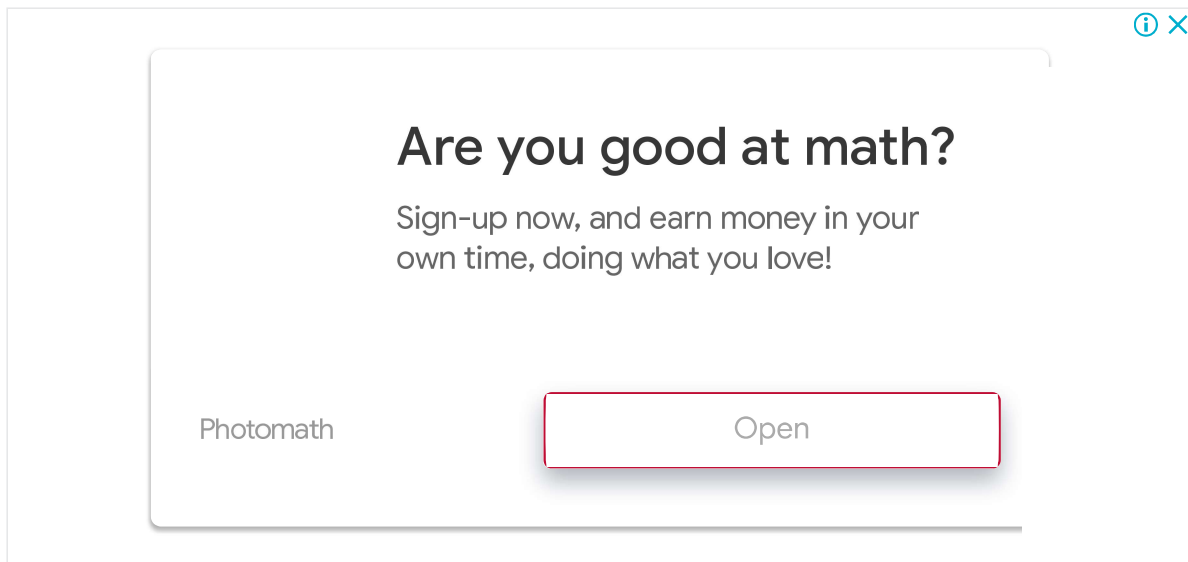 Are you good at math?
Sign-up now, and earn money in your
own time, doing what you love!
Photomath
Open